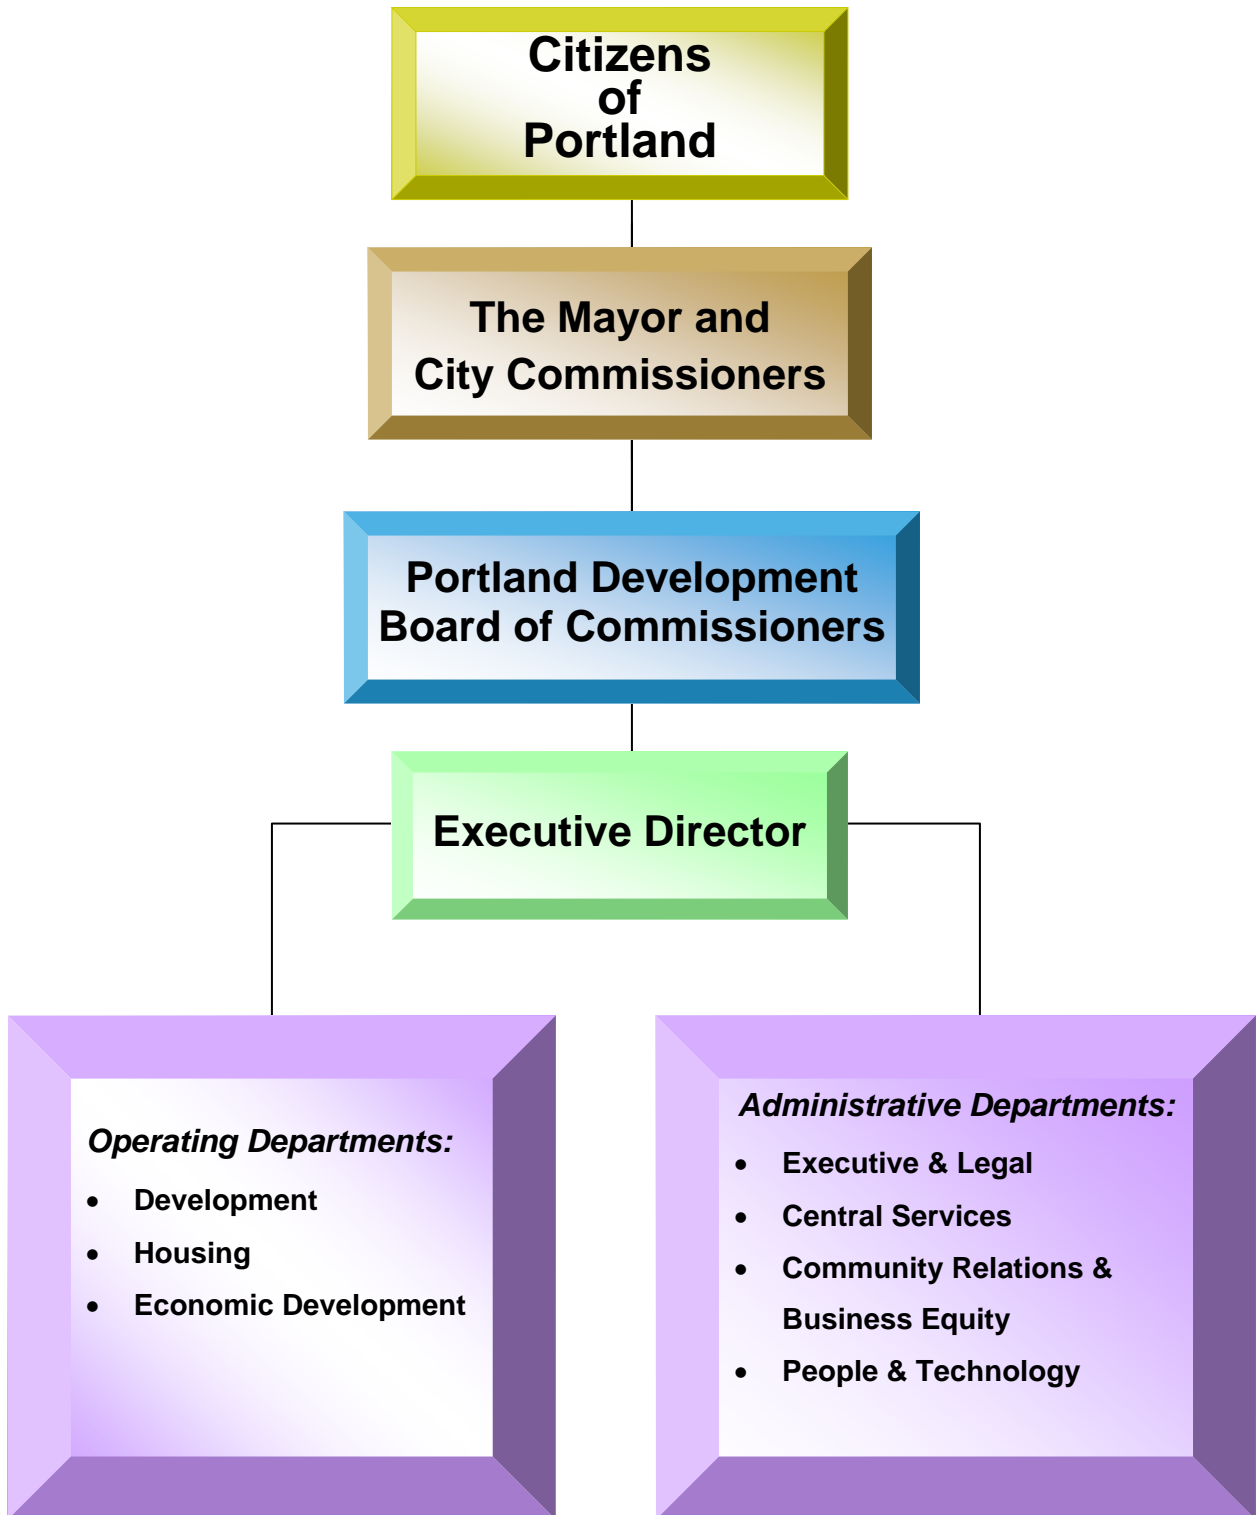 Citizens
of
Portland
The Mayor and
City Commissioners
Portland Development
Board of Commissioners
Executive Director
Operating Departments:
• Development
• Housing
• Economic Development
Administrative Departments:
• Executive & Legal
• Central Services
• Community Relations &
Business Equity
• People & Technology